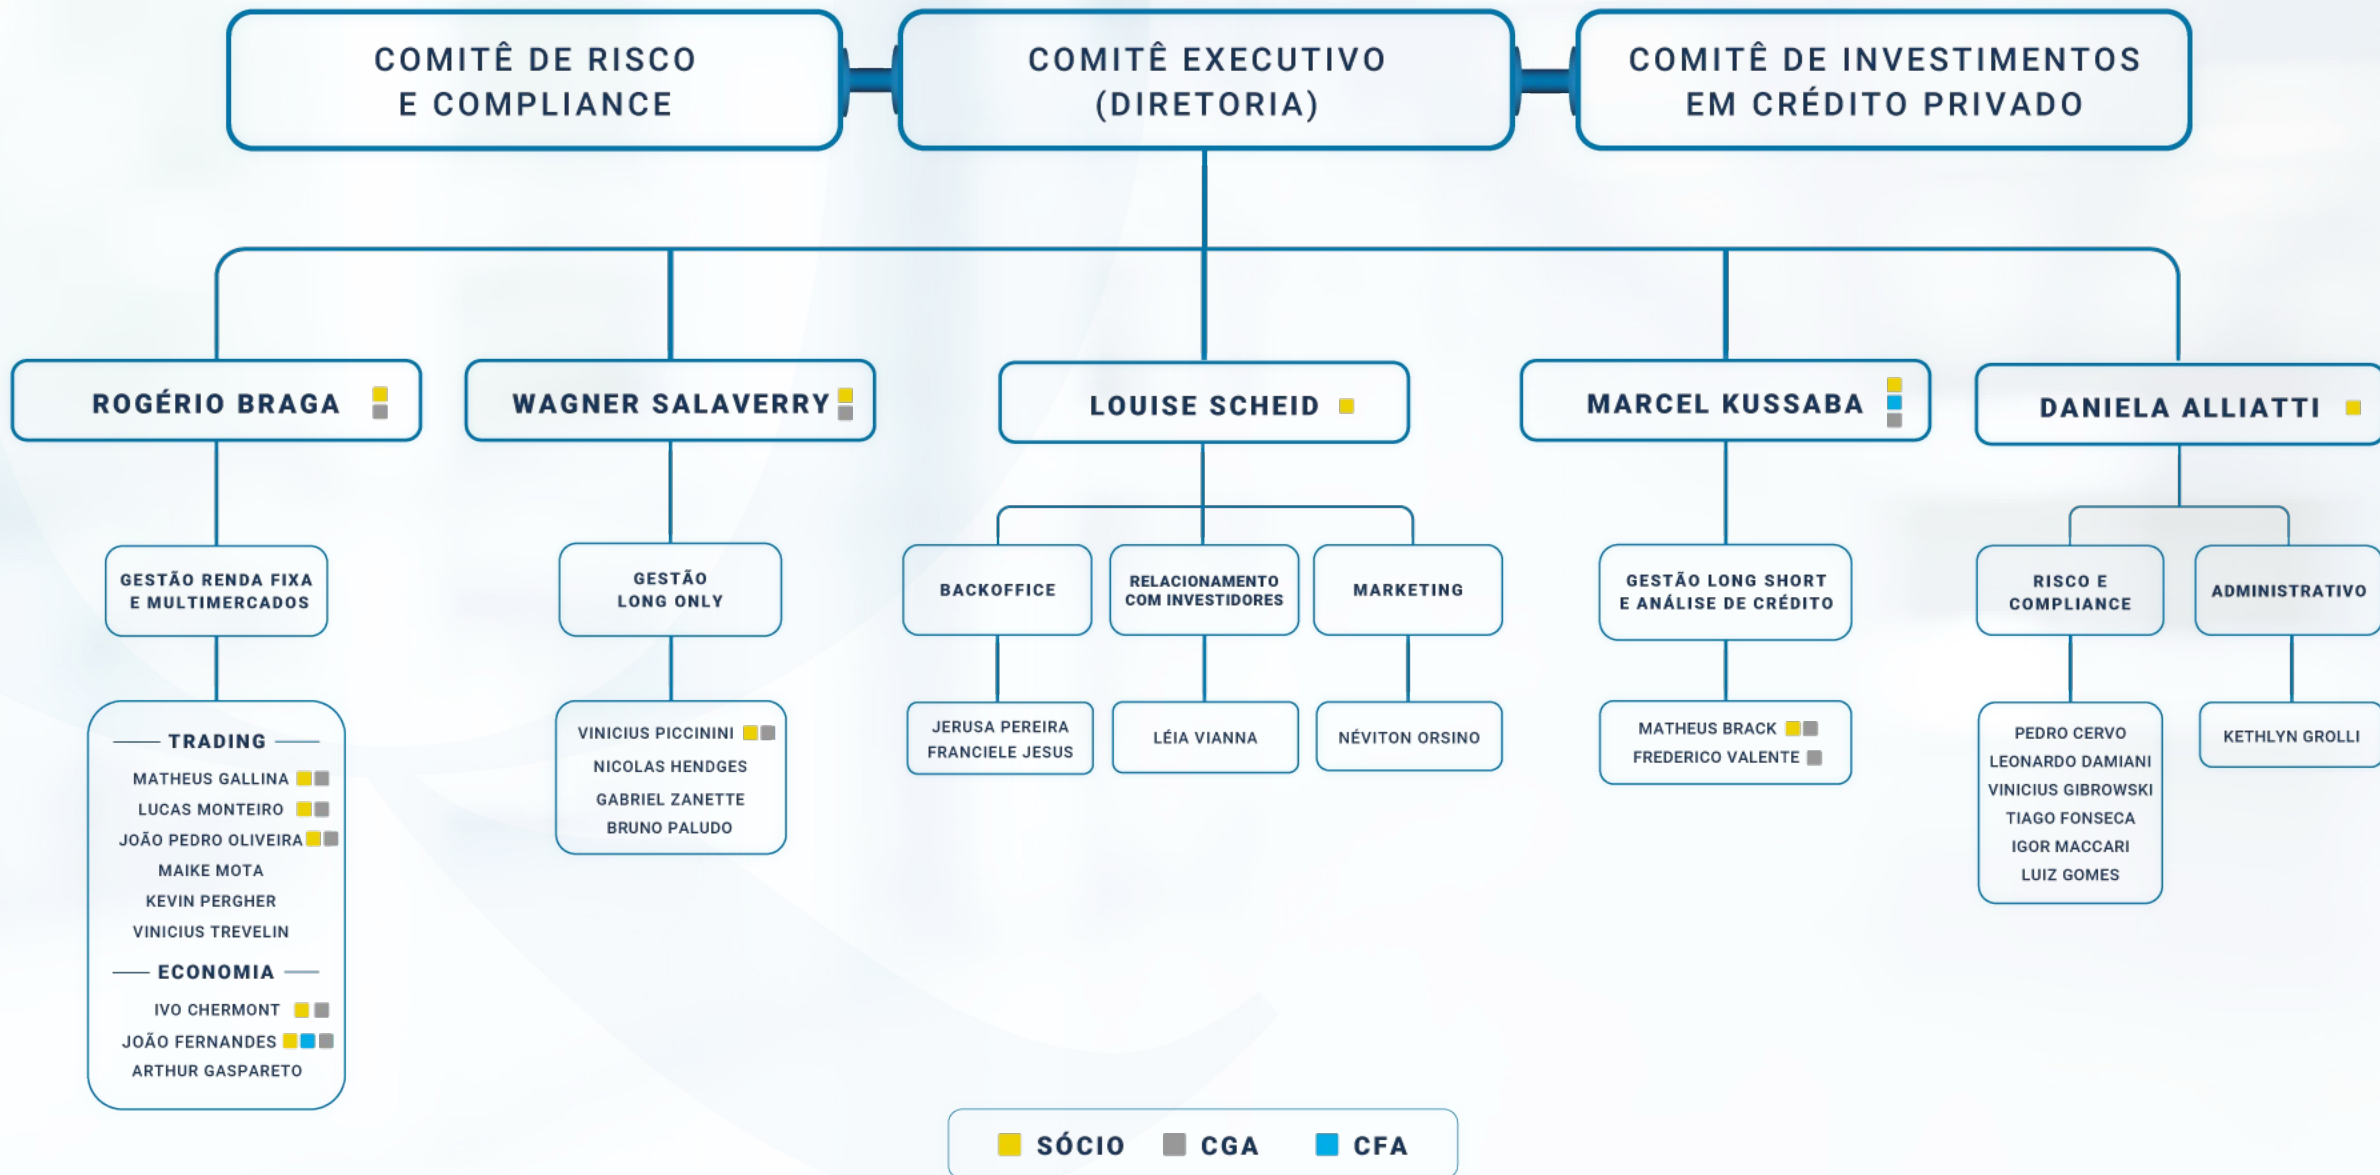 COMITÊ DE RISCO
E COMPLIANCE
COMITÊ EXECUTIVO
(DIRETORIA)
COMITÊ DE INVESTIMENTOS
EM CRÉDITO PRIVADO
ROGÉRIO BRAGA
WAGNER SALAVERRY
LOUISE SCHEID
MARCEL KUSSABA
DANIELA ALLIATTI
GESTÃO RENDA FIXA
E MULTIMERCADOS
GESTÃO
LONG ONLY
BACKOFFICE
RELACIONAMENTO
COM INVESTIDORES
MARKETING
GESTÃO LONG SHORT
E ANÁLISE DE CRÉDITO
RISCO E
COMPLIANCE
ADMINISTRATIVO
TRADING
MATHEUS GALLINA
LUCAS MONTEIRO
JOÃO PEDRO OLIVEIRA
MAIKE MOTA
KEVIN PERGHER
VINICIUS TREVELIN
ECONOMIA
IVO CHERMONT
JOÃO FERNANDES
ARTHUR GASPARETO
VINICIUS PICCININI
NICOLAS HENDGES
GABRIEL ZANETTE
BRUNO PALUDO
JERUSA PEREIRA
FRANCIELE JESUS
LÉIA VIANNA
NÉVITON ORSINO
MATHEUS BRACK
FREDERICO VALENTE
PEDRO CERVO
LEONARDO DAMIANI
VINICIUS GIBROWSKI
TIAGO FONSECA
IGOR MACCARI
LUIZ GOMES
KETHLYN GROLLI
SÓCIO
CGA
CFA